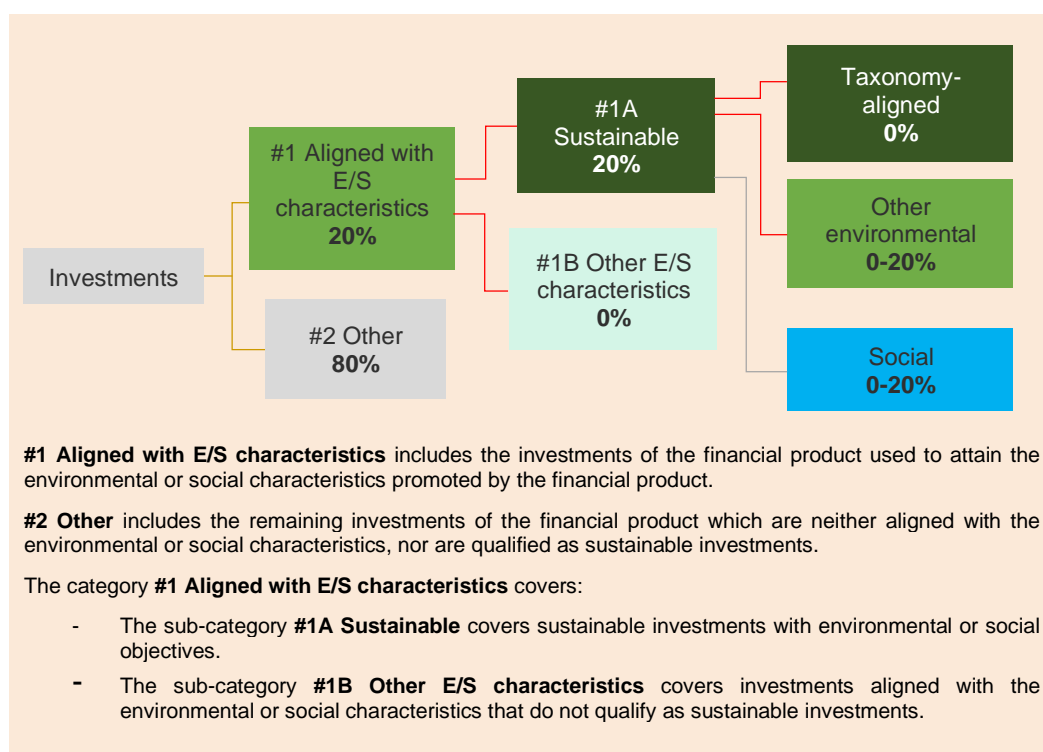 Investments
#1 Aligned with
E/S
characteristics
20%
#2 Other
80%
#1A
Sustainable
20%
#1B Other E/S
characteristics
0%
Taxonomy-
aligned
0%
Other
environmental
0-20%
Social
0-20%
#1 Aligned with E/S characteristics includes the investments of the financial product used to attain the
environmental or social characteristics promoted by the financial product.
#2 Other includes the remaining investments of the financial product which are neither aligned with the
environmental or social characteristics, nor are qualified as sustainable investments.
The category #1 Aligned with E/S characteristics covers:
- The sub-category #1A Sustainable covers sustainable investments with environmental or social
objectives.
- The sub-category #1B Other E/S characteristics covers investments aligned with the
environmental or social characteristics that do not qualify as sustainable investments.